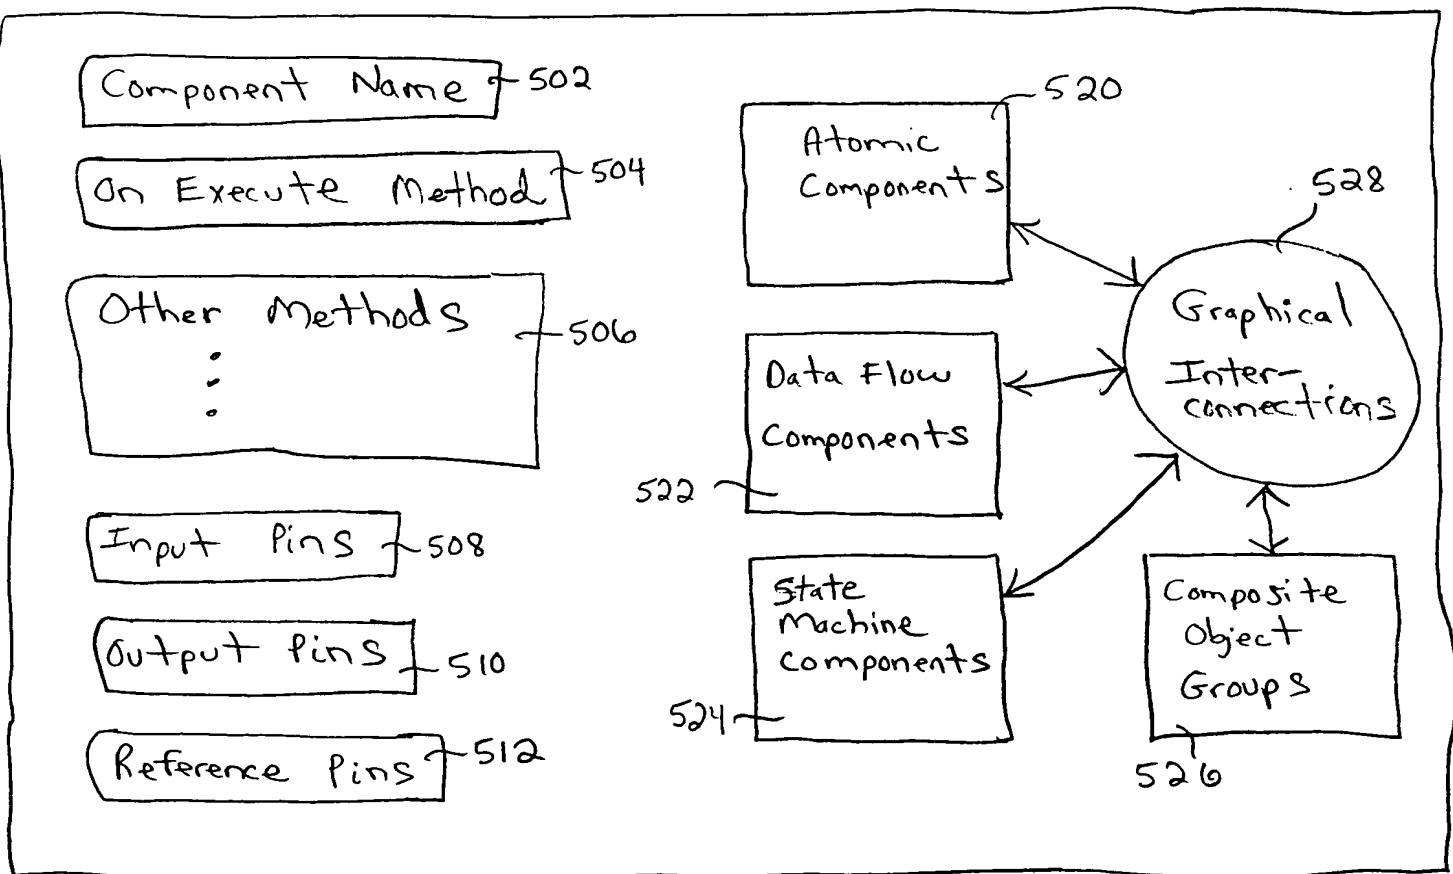 Component Name
502
On Execute Method
504
Other Methods
506
Input Pins
508
Output Pins
510
Reference Pins
512
Atomic
Components
520
Data Flow
Components
522
State
Machine
Components
524
Graphical
Inter-
connections
528
Composite
Object
Groups
526